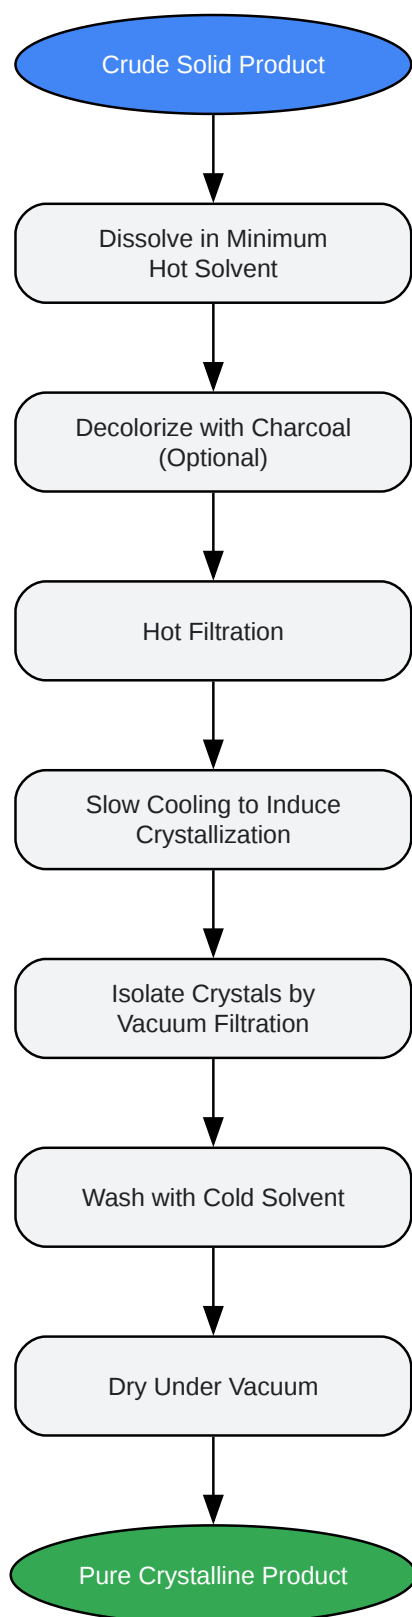 Crude Solid Product
Dissolve in Minimum
Hot Solvent
Decolorize with Charcoal
(Optional)
Hot Filtration
Slow Cooling to Induce
Crystallization
Isolate Crystals by
Vacuum Filtration
Wash with Cold Solvent
Dry Under Vacuum
Pure Crystalline Product